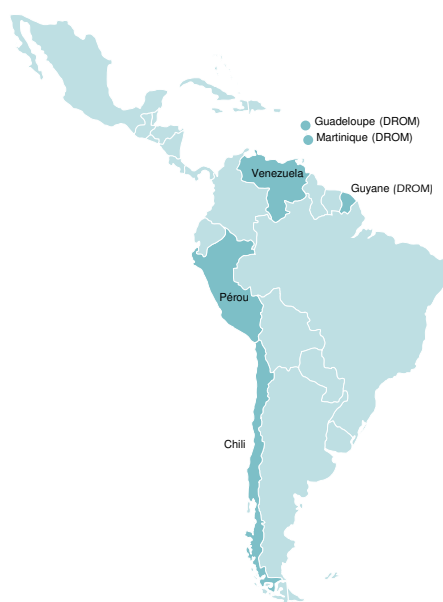 Guadeloupe (DROM)
Martinique (DROM)
Venezuela
Guyane (DROM)
Pérou
Chili